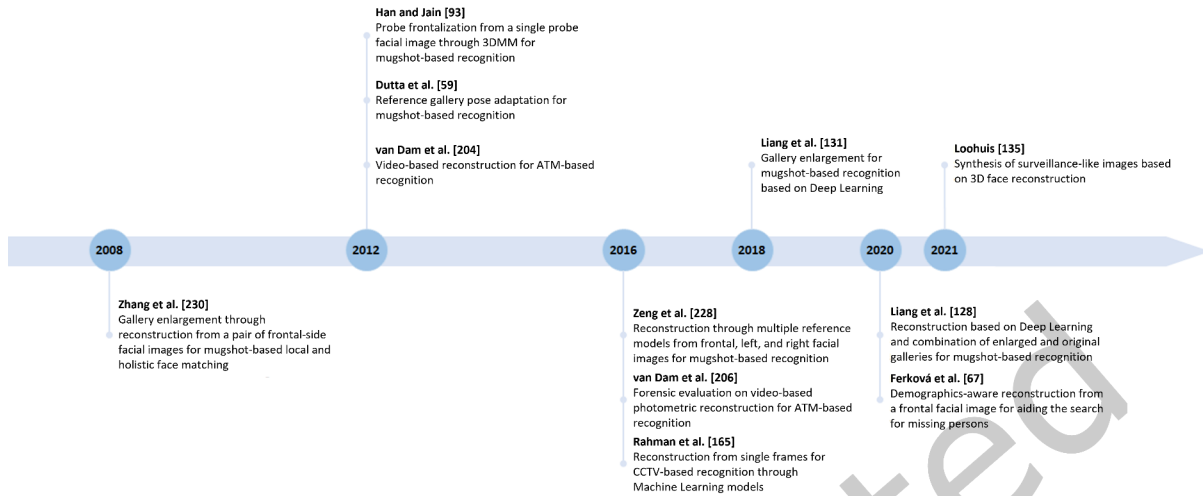 Han and Jain [93]
Probe frontalization from a single probe
facial image through 3DMM for
mugshot-based recognition
Dutta et al. [59]
Reference gallery pose adaptation for
mugshot-based recognition
van Dam et al. [204]
Video-based reconstruction for ATM-based
recognition
Liang et al. [131]
Gallery enlargement for
mugshot-based recognition
based on Deep Learning
Loohuis [135]
Synthesis of surveillance-like images based
on 3D face reconstruction
2008
2012
2016
2018
2020
2021
Zhang et al. [230]
Gallery enlargement through
reconstruction from a pair of frontal-side
facial images for mugshot-based local and
holistic face matching
Zeng et al. [228]
Reconstruction through multiple reference
models from frontal, left, and right facial
images for mugshot-based recognition
van Dam et al. [206]
Forensic evaluation on video-based
photometric reconstruction for ATM-based
recognition
Rahman et al. [165]
Reconstruction from single frames for
CCTV-based recognition through
Machine Learning models
Liang et al. [128]
Reconstruction based on Deep Learning
and combination of enlarged and original
galleries for mugshot-based recognition
Ferková et al. [67]
Demographics-aware reconstruction from
a frontal facial image for aiding the search
for missing persons
ted